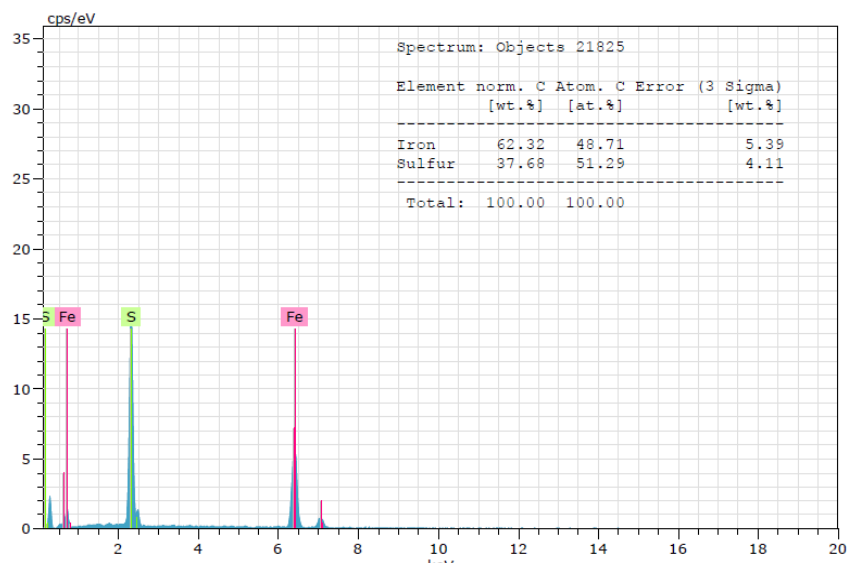 cps/eV
Spectrum: Objects 21825
Element norm. C Atom. C Error (3 Sigma)
[wt.%] [at.%] [wt.%]
---------------------------------------
Iron 62.32 48.71 5.39
Sulfur 37.68 51.29 4.11
---------------------------------------
Total: 100.00 100.00
35
30
25
20
15
10
5
0
S Fe S Fe
2 4 6 8 10 12 14 16 18 20